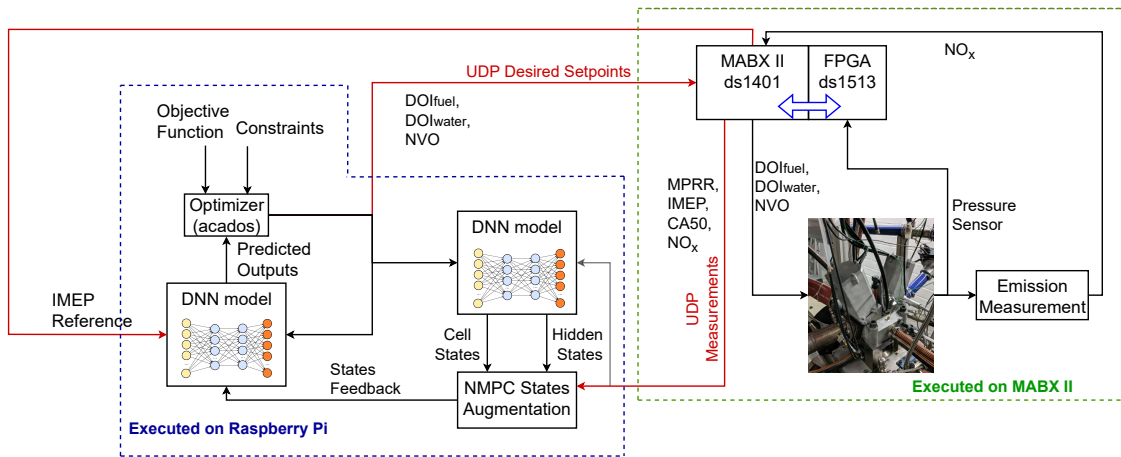 MABX II
ds1401
FPGA
ds1513
NOx
UDP Desired Setpoints
DOIfuel,
DOIwater,
NVO
Objective
Function
Constraints
Optimizer
(acados)
Predicted
Outputs
DNN model
IMEP
Reference
DNN model
Cell
States
Hidden
States
States
Feedback
NMPC States
Augmentation
Executed on Raspberry Pi
MPRR,
IMEP,
CA50,
NOx
UDP
Measurements
DOIfuel,
DOIwater,
NVO
Pressure
Sensor
Emission
Measurement
Executed on MABX II